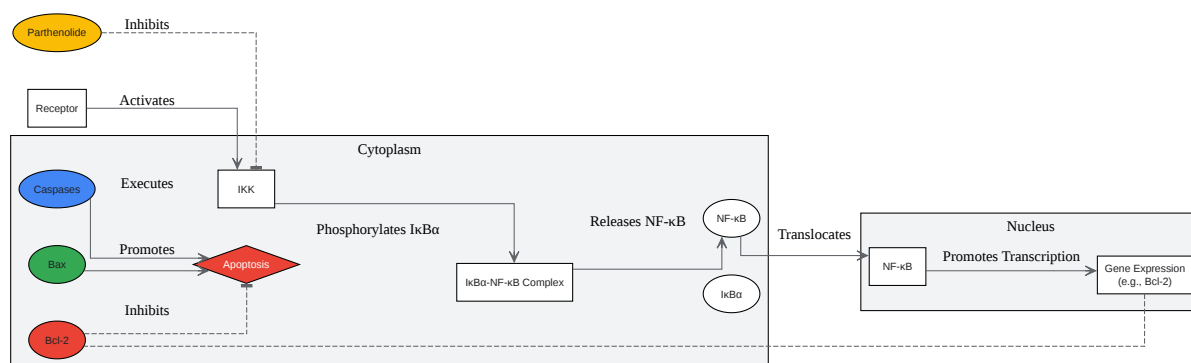 Parthenolide
Inhibits
Receptor
Activates
Cytoplasm
Caspases
Executes
IKK
Phosphorylates IκBα
Releases NF-κB
NF-κB
Translocates
Nucleus
NF-κB
Promotes Transcription
Gene Expression
(e.g., Bcl-2)
Bax
Promotes
Apoptosis
IκBα-NF-κB Complex
IκBα
Inhibits
Bcl-2